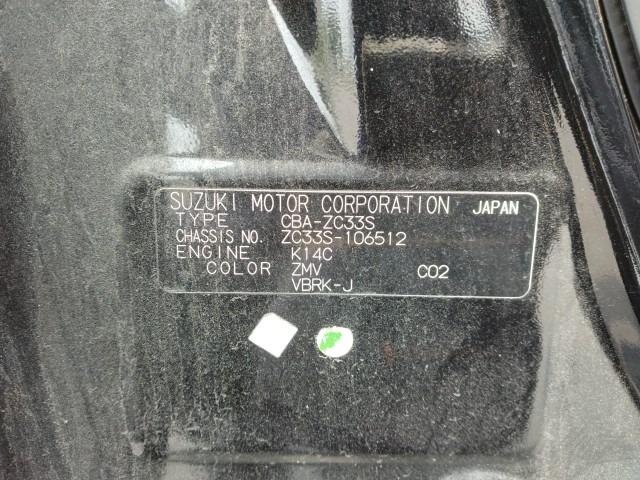 SUZUKI MOTOR CORPORATION JAPAN
TYPE CBA-ZC33S
CHASSIS NO. ZC33S-106512
ENGINE K14C
COLOR ZMV C02
VBRK-J